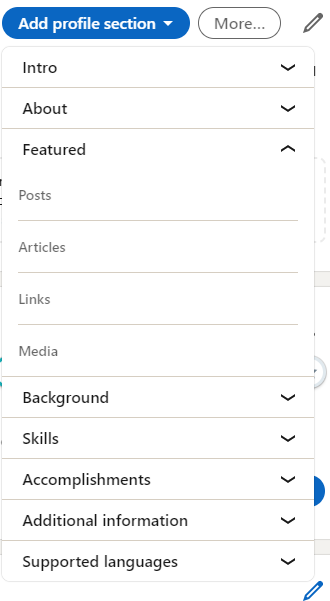 Add profile section
More...
Intro
About
Featured
Posts
Articles
Links
Media
Background
Skills
Accomplishments
Additional information
Supported languages